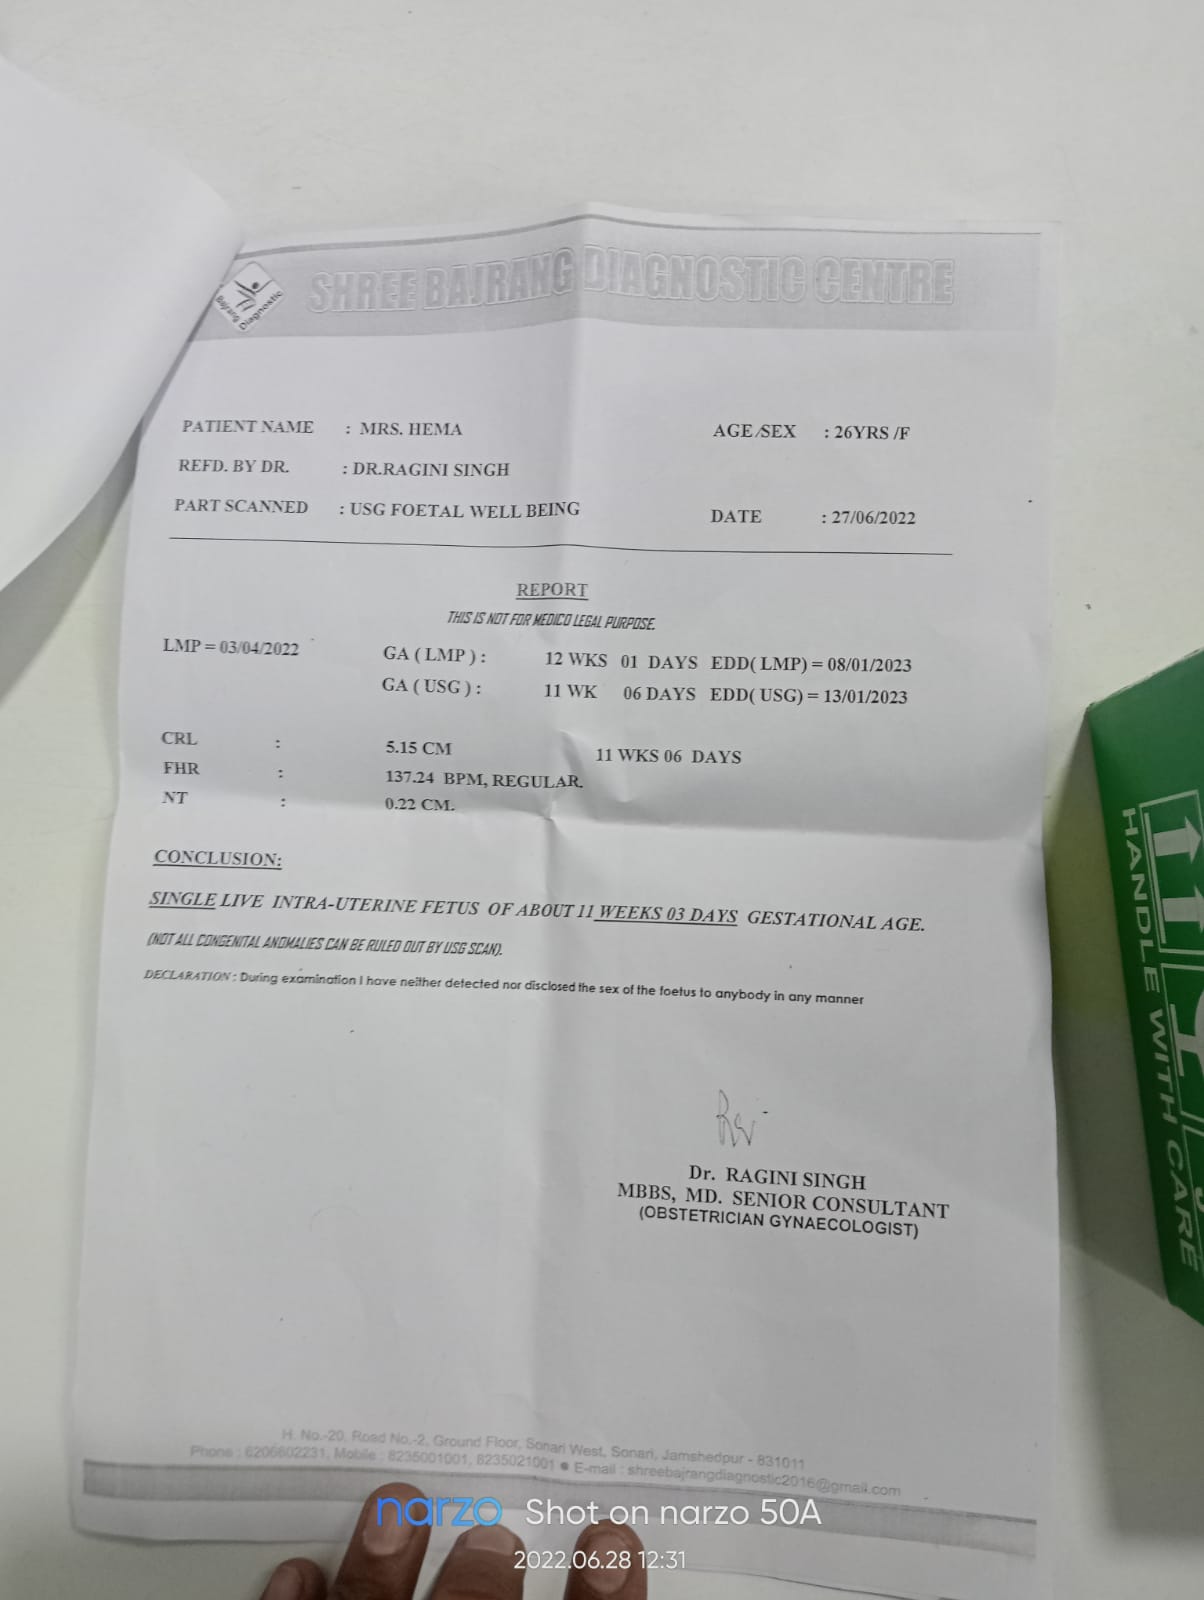 Bajrang Diagnostic
SHREE BAJRANG DIAGNOSTIC CENTRE
PATIENT NAME : MRS. HEMA AGE/SEX : 26YRS /F
REFD. BY DR. : DR.RAGINI SINGH
PART SCANNED : USG FOETAL WELL BEING DATE : 27/06/2022
REPORT
THIS IS NOT FOR MEDICO LEGAL PURPOSE.
LMP = 03/04/2022 GA ( LMP ) : 12 WKS 01 DAYS EDD( LMP) = 08/01/2023
GA ( USG ) : 11 WK 06 DAYS EDD( USG) = 13/01/2023
CRL : 5.15 CM 11 WKS 06 DAYS
FHR : 137.24 BPM, REGULAR.
NT : 0.22 CM.
CONCLUSION:
SINGLE LIVE INTRA-UTERINE FETUS OF ABOUT 11 WEEKS 03 DAYS GESTATIONAL AGE.
(NOT ALL CONGENITAL ANOMALIES CAN BE RULED OUT BY USG SCAN).
DECLARATION : During examination I have neither detected nor disclosed the sex of the foetus to anybody in any manner
Dr. RAGINI SINGH
MBBS, MD. SENIOR CONSULTANT
(OBSTETRICIAN GYNAECOLOGIST)
H. No.-20, Road No.-2, Ground Floor, Sonari West, Sonari, Jamshedpur - 831011
Phone : 6206602231, Mobile : 8235001001, 8235021001 ● E-mail : shreebajrangdiagnostic2016@gmail.com
HANDLE WITH CARE
narzo Shot on narzo 50A
2022.06.28 12:31